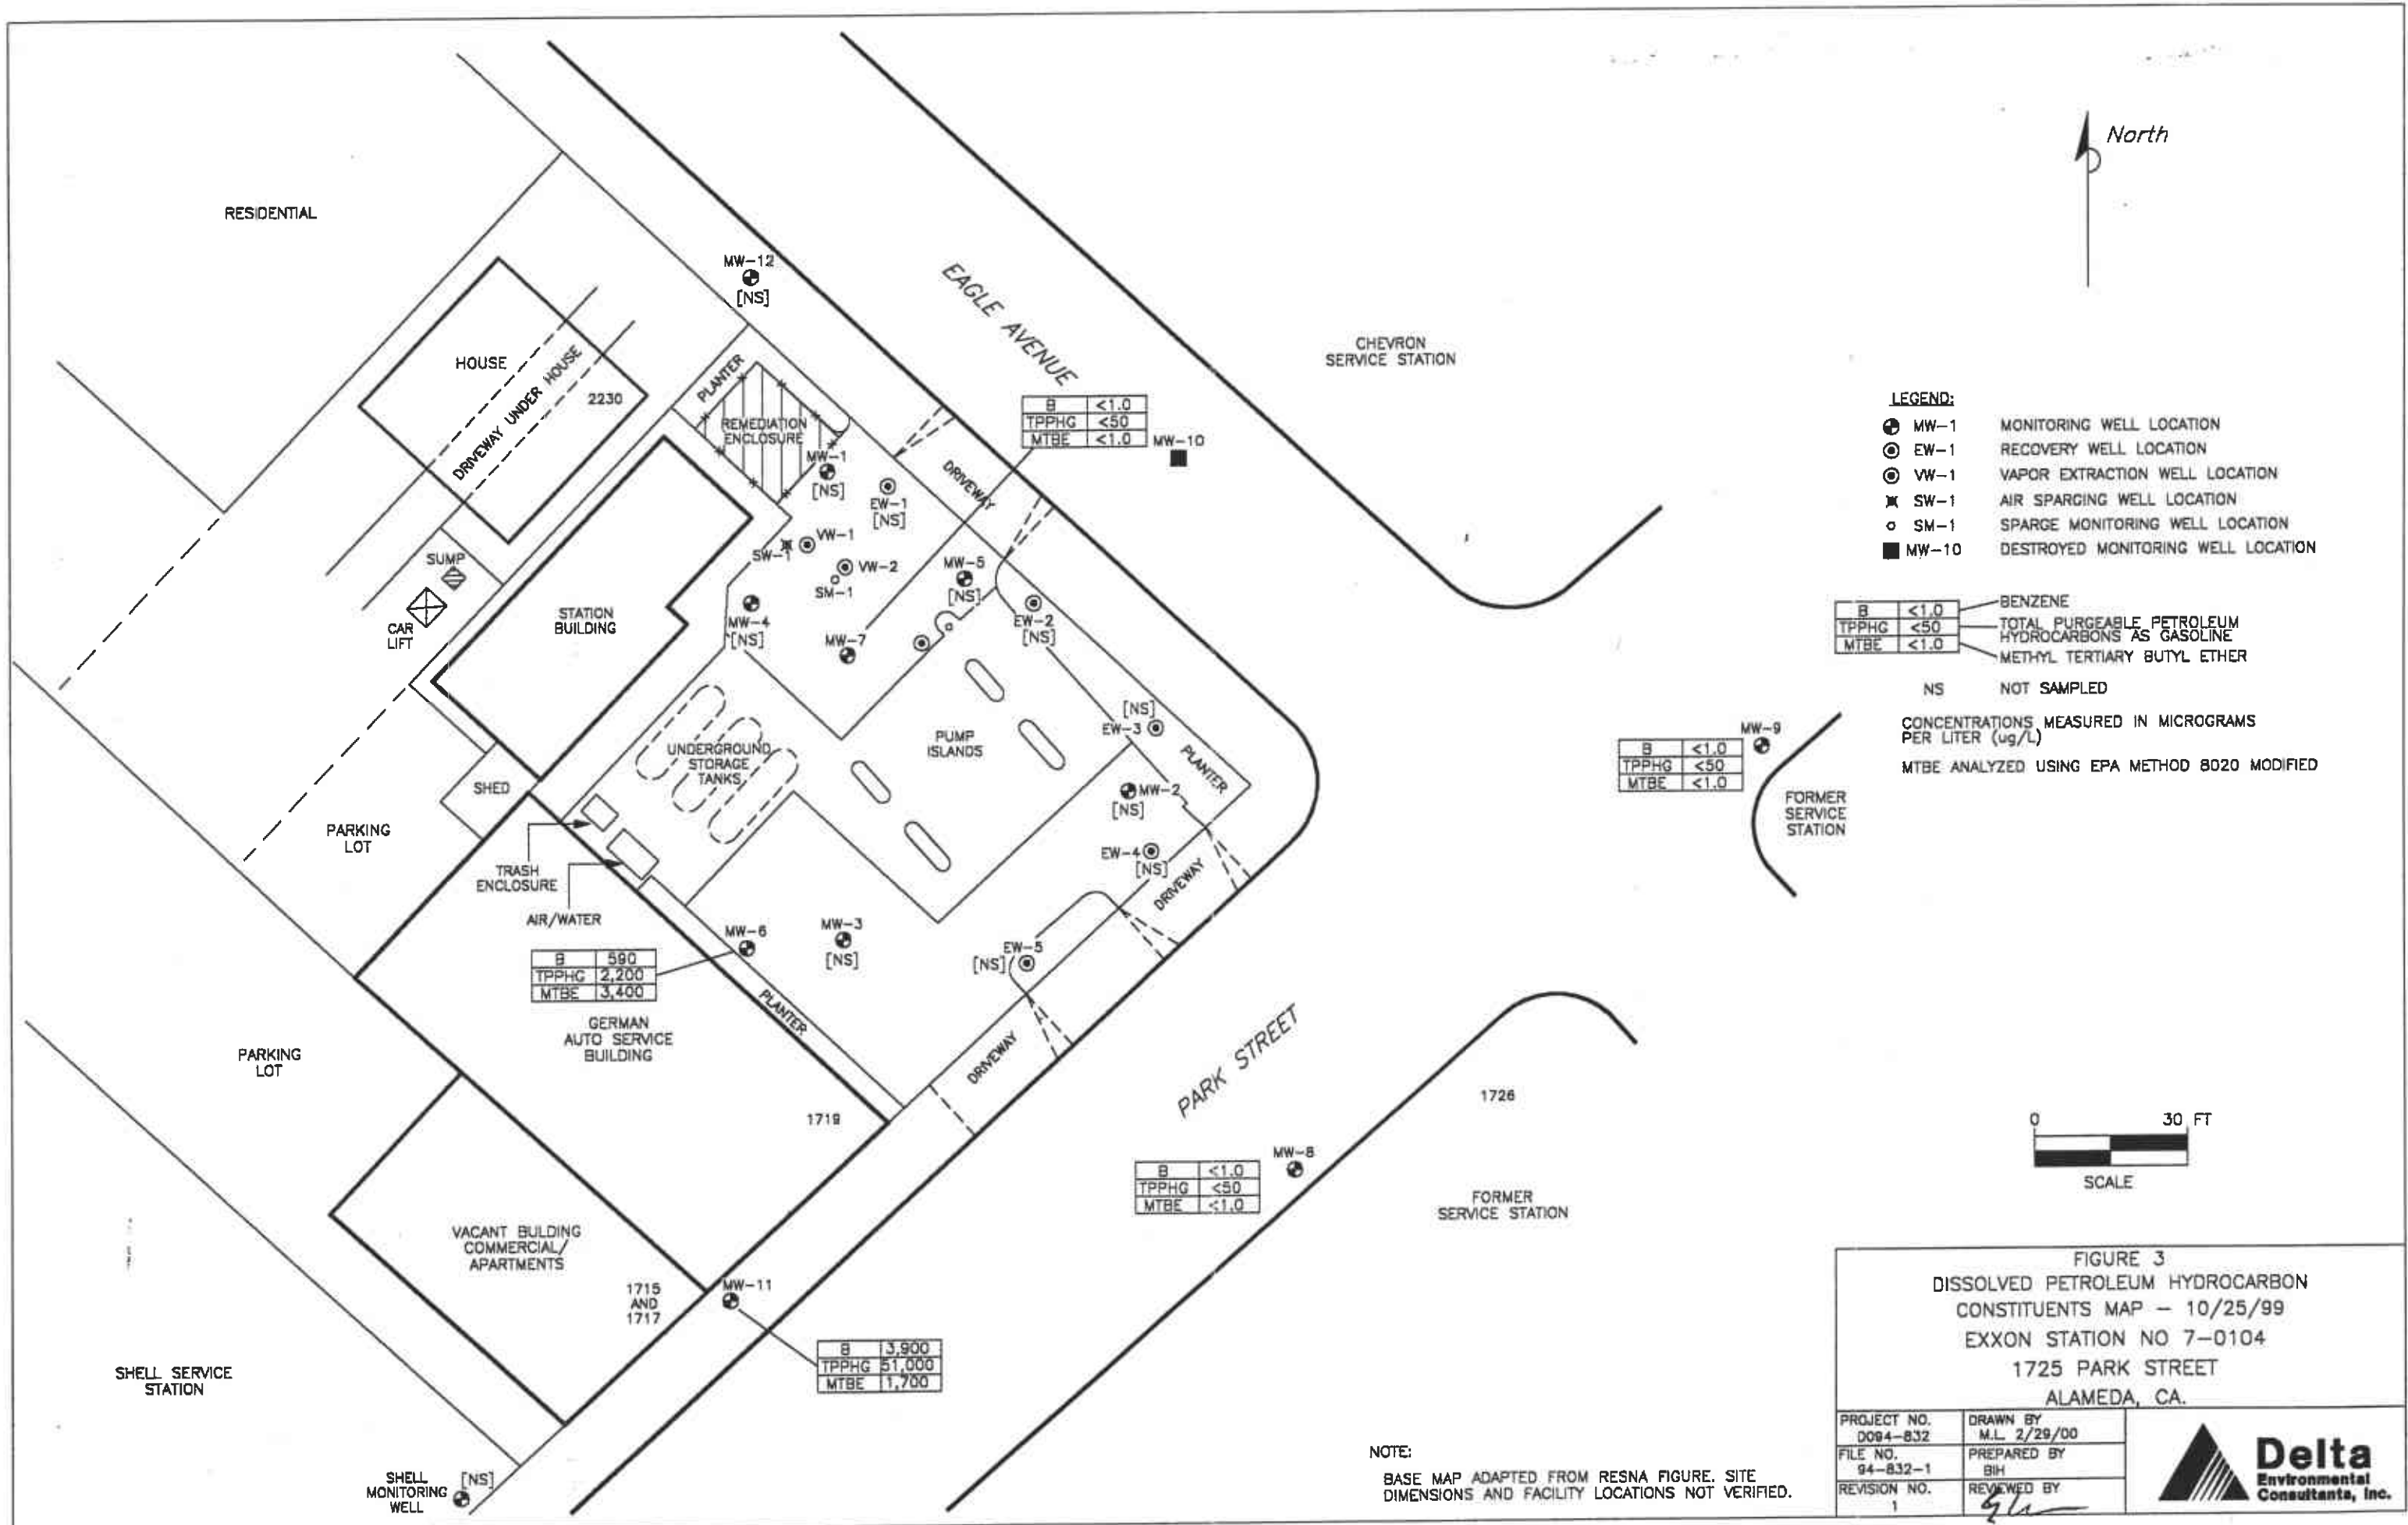 North
RESIDENTIAL
MW-12
[NS]
EAGLE AVENUE
CHEVRON
SERVICE STATION
HOUSE
DRIVEWAY UNDER HOUSE
2230
PLANTER
REMEDIATION
ENCLOSURE
B <1.0
TPPHG <50
MTBE <1.0
MW-10
MW-1
[NS]
EW-1
[NS]
DRIVEWAY
SW-1
VW-1
VW-2
SM-1
MW-5
[NS]
EW-2
[NS]
SUMP
CAR
LIFT
STATION
BUILDING
MW-4
[NS]
MW-7
[NS]
EW-3
PUMP
ISLANDS
PLANTER
UNDERGROUND
STORAGE
TANKS
SHED
MW-2
[NS]
PARKING
LOT
EW-4
[NS]
DRIVEWAY
TRASH
ENCLOSURE
AIR/WATER
MW-6
MW-3
[NS]
EW-5
[NS]
B 590
TPPHG 2,200
MTBE 3,400
PLANTER
GERMAN
AUTO SERVICE
BUILDING
DRIVEWAY
PARK STREET
PARKING
LOT
1719
1726
MW-8
B <1.0
TPPHG <50
MTBE <1.0
FORMER
SERVICE STATION
VACANT BULDING
COMMERCIAL/
APARTMENTS
1715
AND
1717
MW-11
B 3,900
TPPHG 51,000
MTBE 1,700
SHELL SERVICE
STATION
SHELL
MONITORING
WELL
[NS]
MW-9
B <1.0
TPPHG <50
MTBE <1.0
FORMER
SERVICE
STATION
LEGEND:
MW-1 MONITORING WELL LOCATION
EW-1 RECOVERY WELL LOCATION
VW-1 VAPOR EXTRACTION WELL LOCATION
SW-1 AIR SPARGING WELL LOCATION
SM-1 SPARGE MONITORING WELL LOCATION
MW-10 DESTROYED MONITORING WELL LOCATION
B <1.0
TPPHG <50
MTBE <1.0
BENZENE
TOTAL PURGEABLE PETROLEUM
HYDROCARBONS AS GASOLINE
METHYL TERTIARY BUTYL ETHER
NS NOT SAMPLED
CONCENTRATIONS MEASURED IN MICROGRAMS
PER LITER (ug/L)
MTBE ANALYZED USING EPA METHOD 8020 MODIFIED
0 30 FT
SCALE
NOTE:
BASE MAP ADAPTED FROM RESNA FIGURE. SITE
DIMENSIONS AND FACILITY LOCATIONS NOT VERIFIED.
FIGURE 3
DISSOLVED PETROLEUM HYDROCARBON
CONSTITUENTS MAP - 10/25/99
EXXON STATION NO 7-0104
1725 PARK STREET
ALAMEDA, CA.
PROJECT NO.
D094-832
DRAWN BY
M.L. 2/29/00
FILE NO.
94-832-1
PREPARED BY
BIH
REVISION NO.
1
REVIEWED BY
Delta
Environmental
Consultants, Inc.